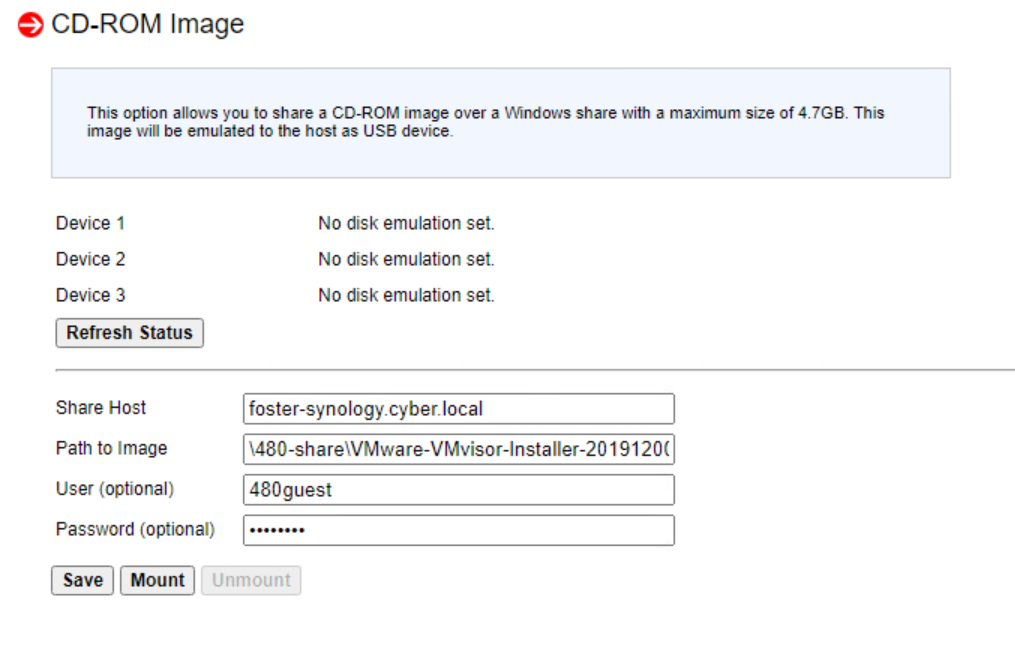 CD-ROM Image
This option allows you to share a CD-ROM image over a Windows share with a maximum size of 4.7GB. This
image will be emulated to the host as USB device.
Device 1 No disk emulation set.
Device 2 No disk emulation set.
Device 3 No disk emulation set.
Refresh Status
Share Host foster-synology.cyber.local
Path to Image \480-share\VMware-VMvisor-Installer-2019120(
User (optional) 480guest
Password (optional) ••••••••
Save Mount Unmount